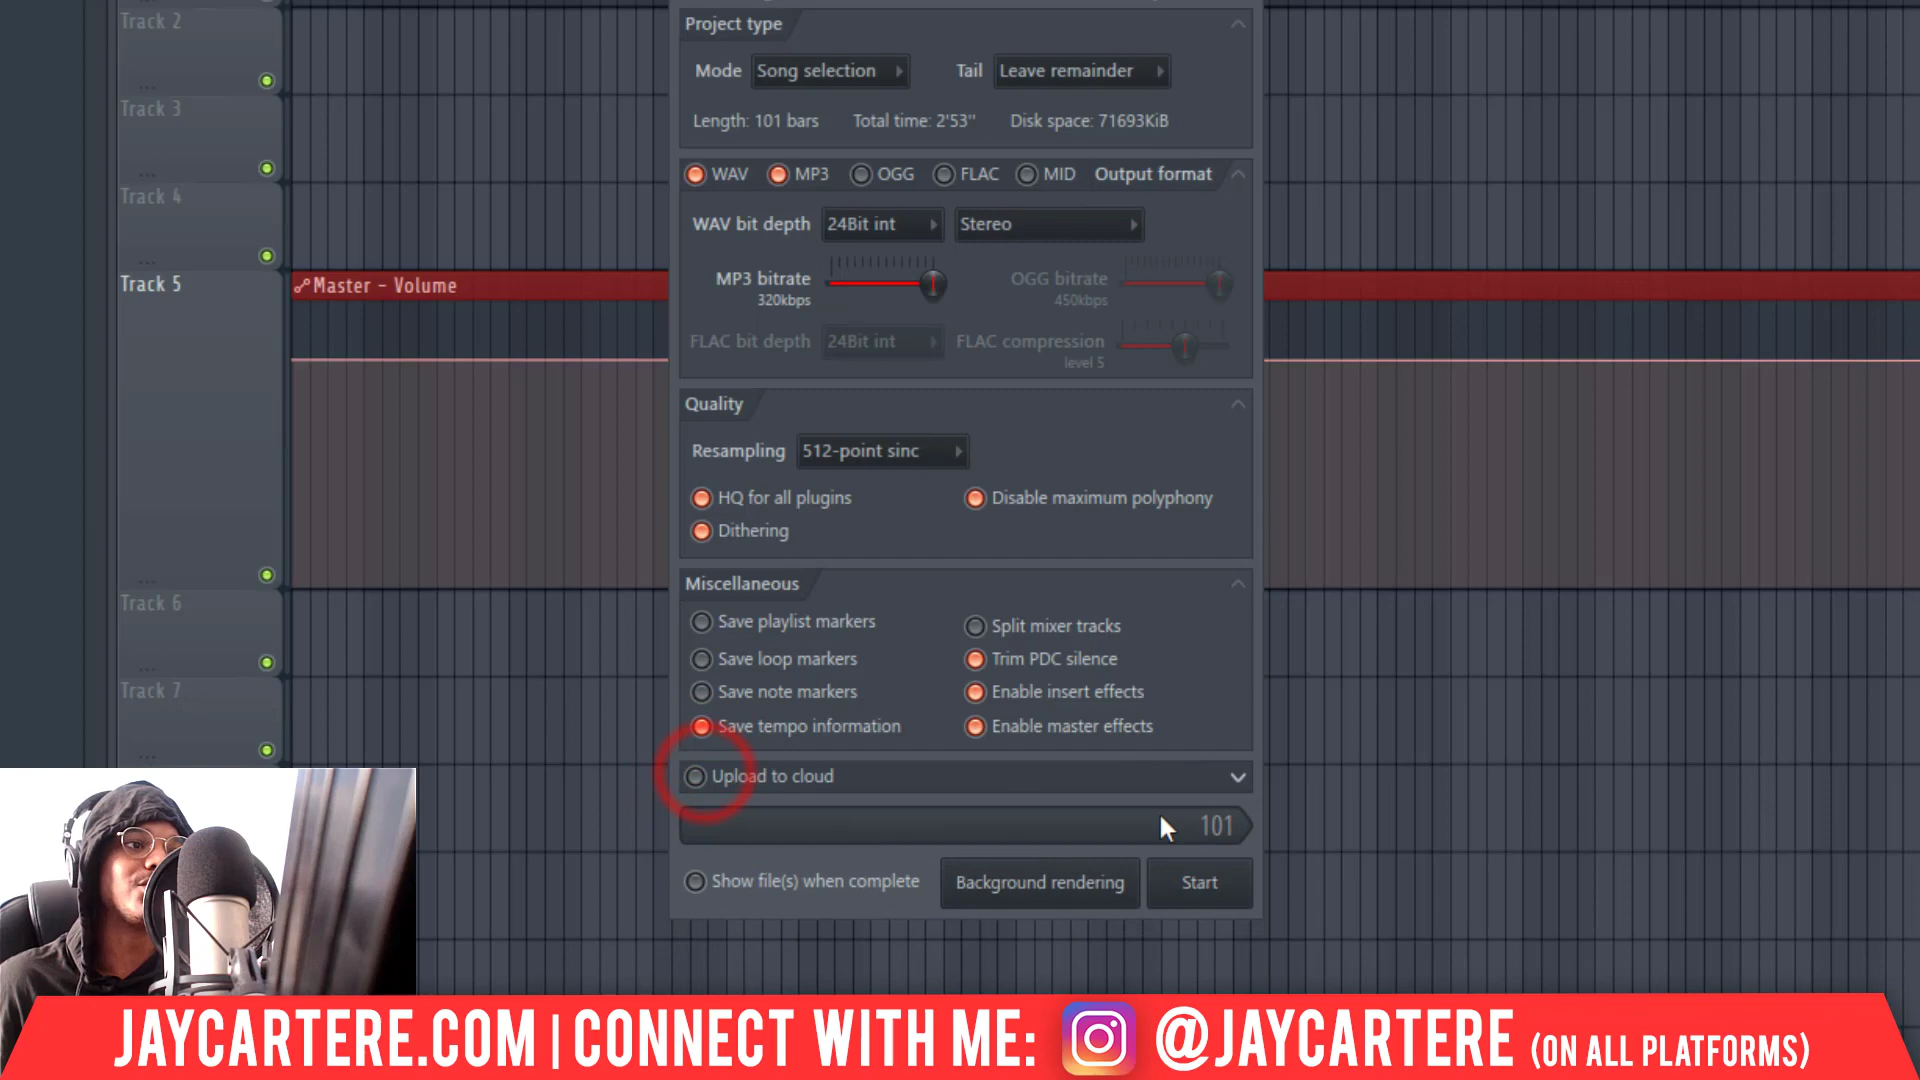 Track 2
Track 3
Track 4
Track 5
Track 6
Track 7
Master - Volume
Project type
Mode Song selection Tail Leave remainder
Length: 101 bars Total time: 2'53'' Disk space: 71693KiB
WAV MP3 OGG FLAC MID Output format
WAV bit depth 24Bit int Stereo
MP3 bitrate OGG bitrate
320kbps 450kbps
FLAC bit depth 24Bit int FLAC compression
level 5
Quality
Resampling 512-point sinc
HQ for all plugins Disable maximum polyphony
Dithering
Miscellaneous
Save playlist markers Split mixer tracks
Save loop markers Trim PDC silence
Save note markers Enable insert effects
Save tempo information Enable master effects
Upload to cloud
101
Show file(s) when complete Background rendering Start
JAYCARTERE.COM | CONNECT WITH ME: @JAYCARTERE (ON ALL PLATFORMS)